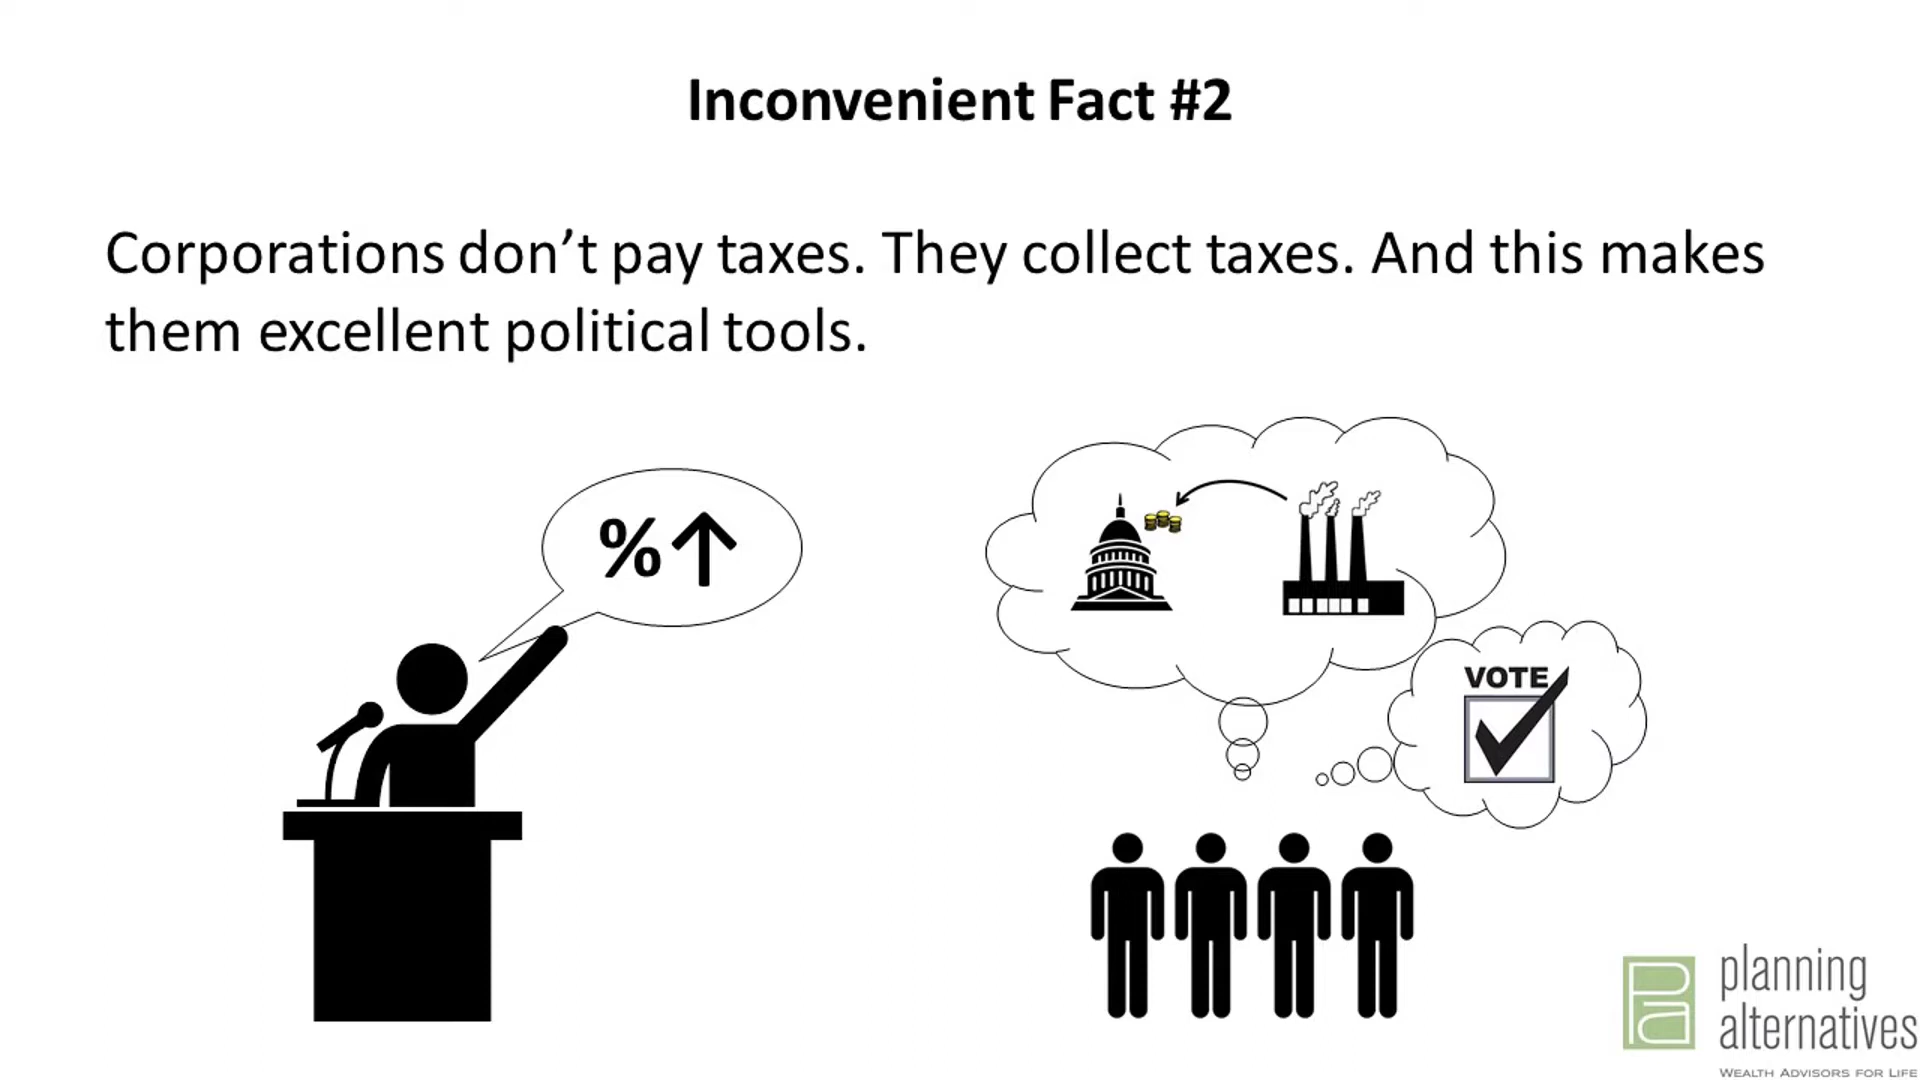 Inconvenient Fact #2
Corporations don’t pay taxes. They collect taxes. And this makes
them excellent political tools.
%↑
VOTE
Pa
planning
alternatives
WEALTH ADVISORS FOR LIFE